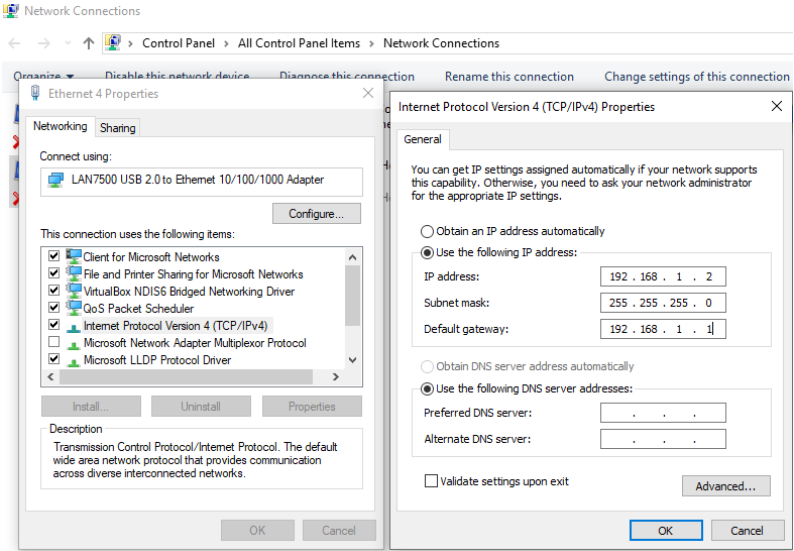 Network Connections
Control Panel > All Control Panel Items > Network Connections
Organize Disable this network device Diagnose this connection Rename this connection Change settings of this connection
Ethernet 4 Properties
Networking Sharing
Connect using:
LAN7500 USB 2.0 to Ethernet 10/100/1000 Adapter
Configure...
This connection uses the following items:
Client for Microsoft Networks
File and Printer Sharing for Microsoft Networks
VirtualBox NDIS6 Bridged Networking Driver
QoS Packet Scheduler
Internet Protocol Version 4 (TCP/IPv4)
Microsoft Network Adapter Multiplexor Protocol
Microsoft LLDP Protocol Driver
Install... Uninstall Properties
Description
Transmission Control Protocol/Internet Protocol. The default
wide area network protocol that provides communication
across diverse interconnected networks.
OK Cancel
Internet Protocol Version 4 (TCP/IPv4) Properties
General
You can get IP settings assigned automatically if your network supports
this capability. Otherwise, you need to ask your network administrator
for the appropriate IP settings.
Obtain an IP address automatically
Use the following IP address:
IP address: 192 . 168 . 1 . 2
Subnet mask: 255 . 255 . 255 . 0
Default gateway: 192 . 168 . 1 . 1
Obtain DNS server address automatically
Use the following DNS server addresses:
Preferred DNS server: . . .
Alternate DNS server: . . .
Validate settings upon exit
Advanced...
OK Cancel